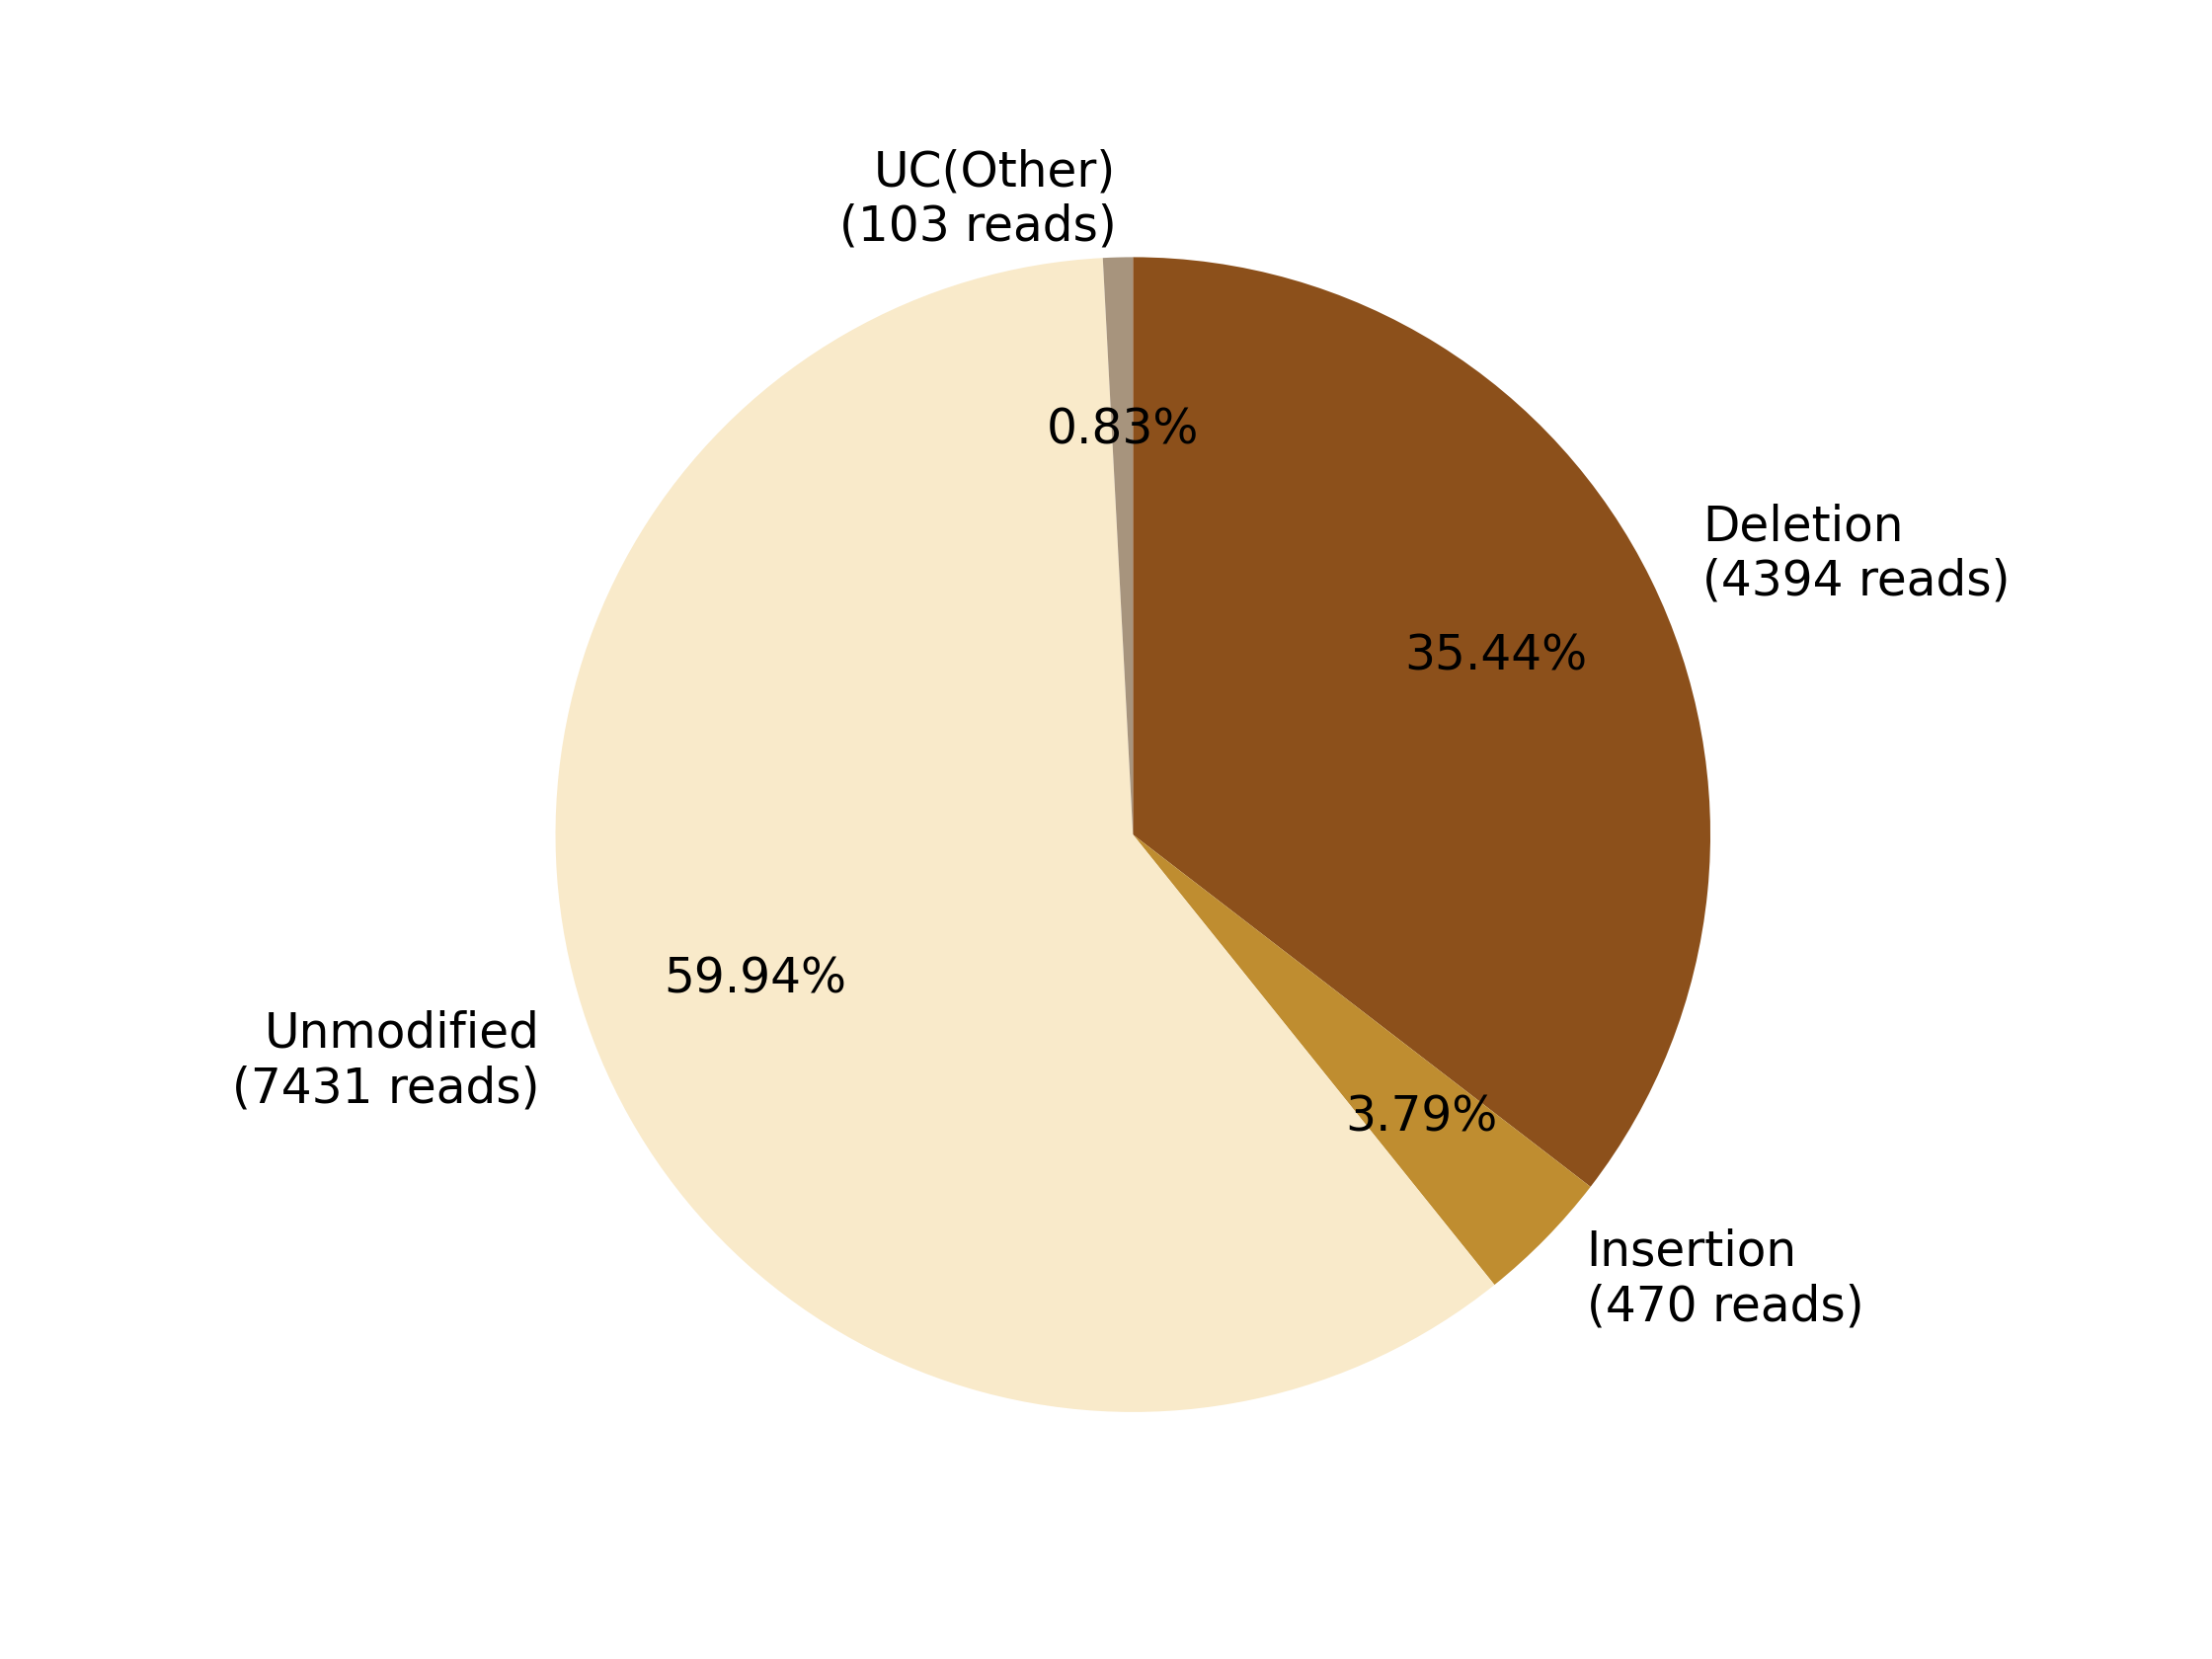 UC(Other)
(103 reads)
0.83%
Deletion
(4394 reads)
35.44%
59.94%
Unmodified
(7431 reads)
3.79%
Insertion
(470 reads)